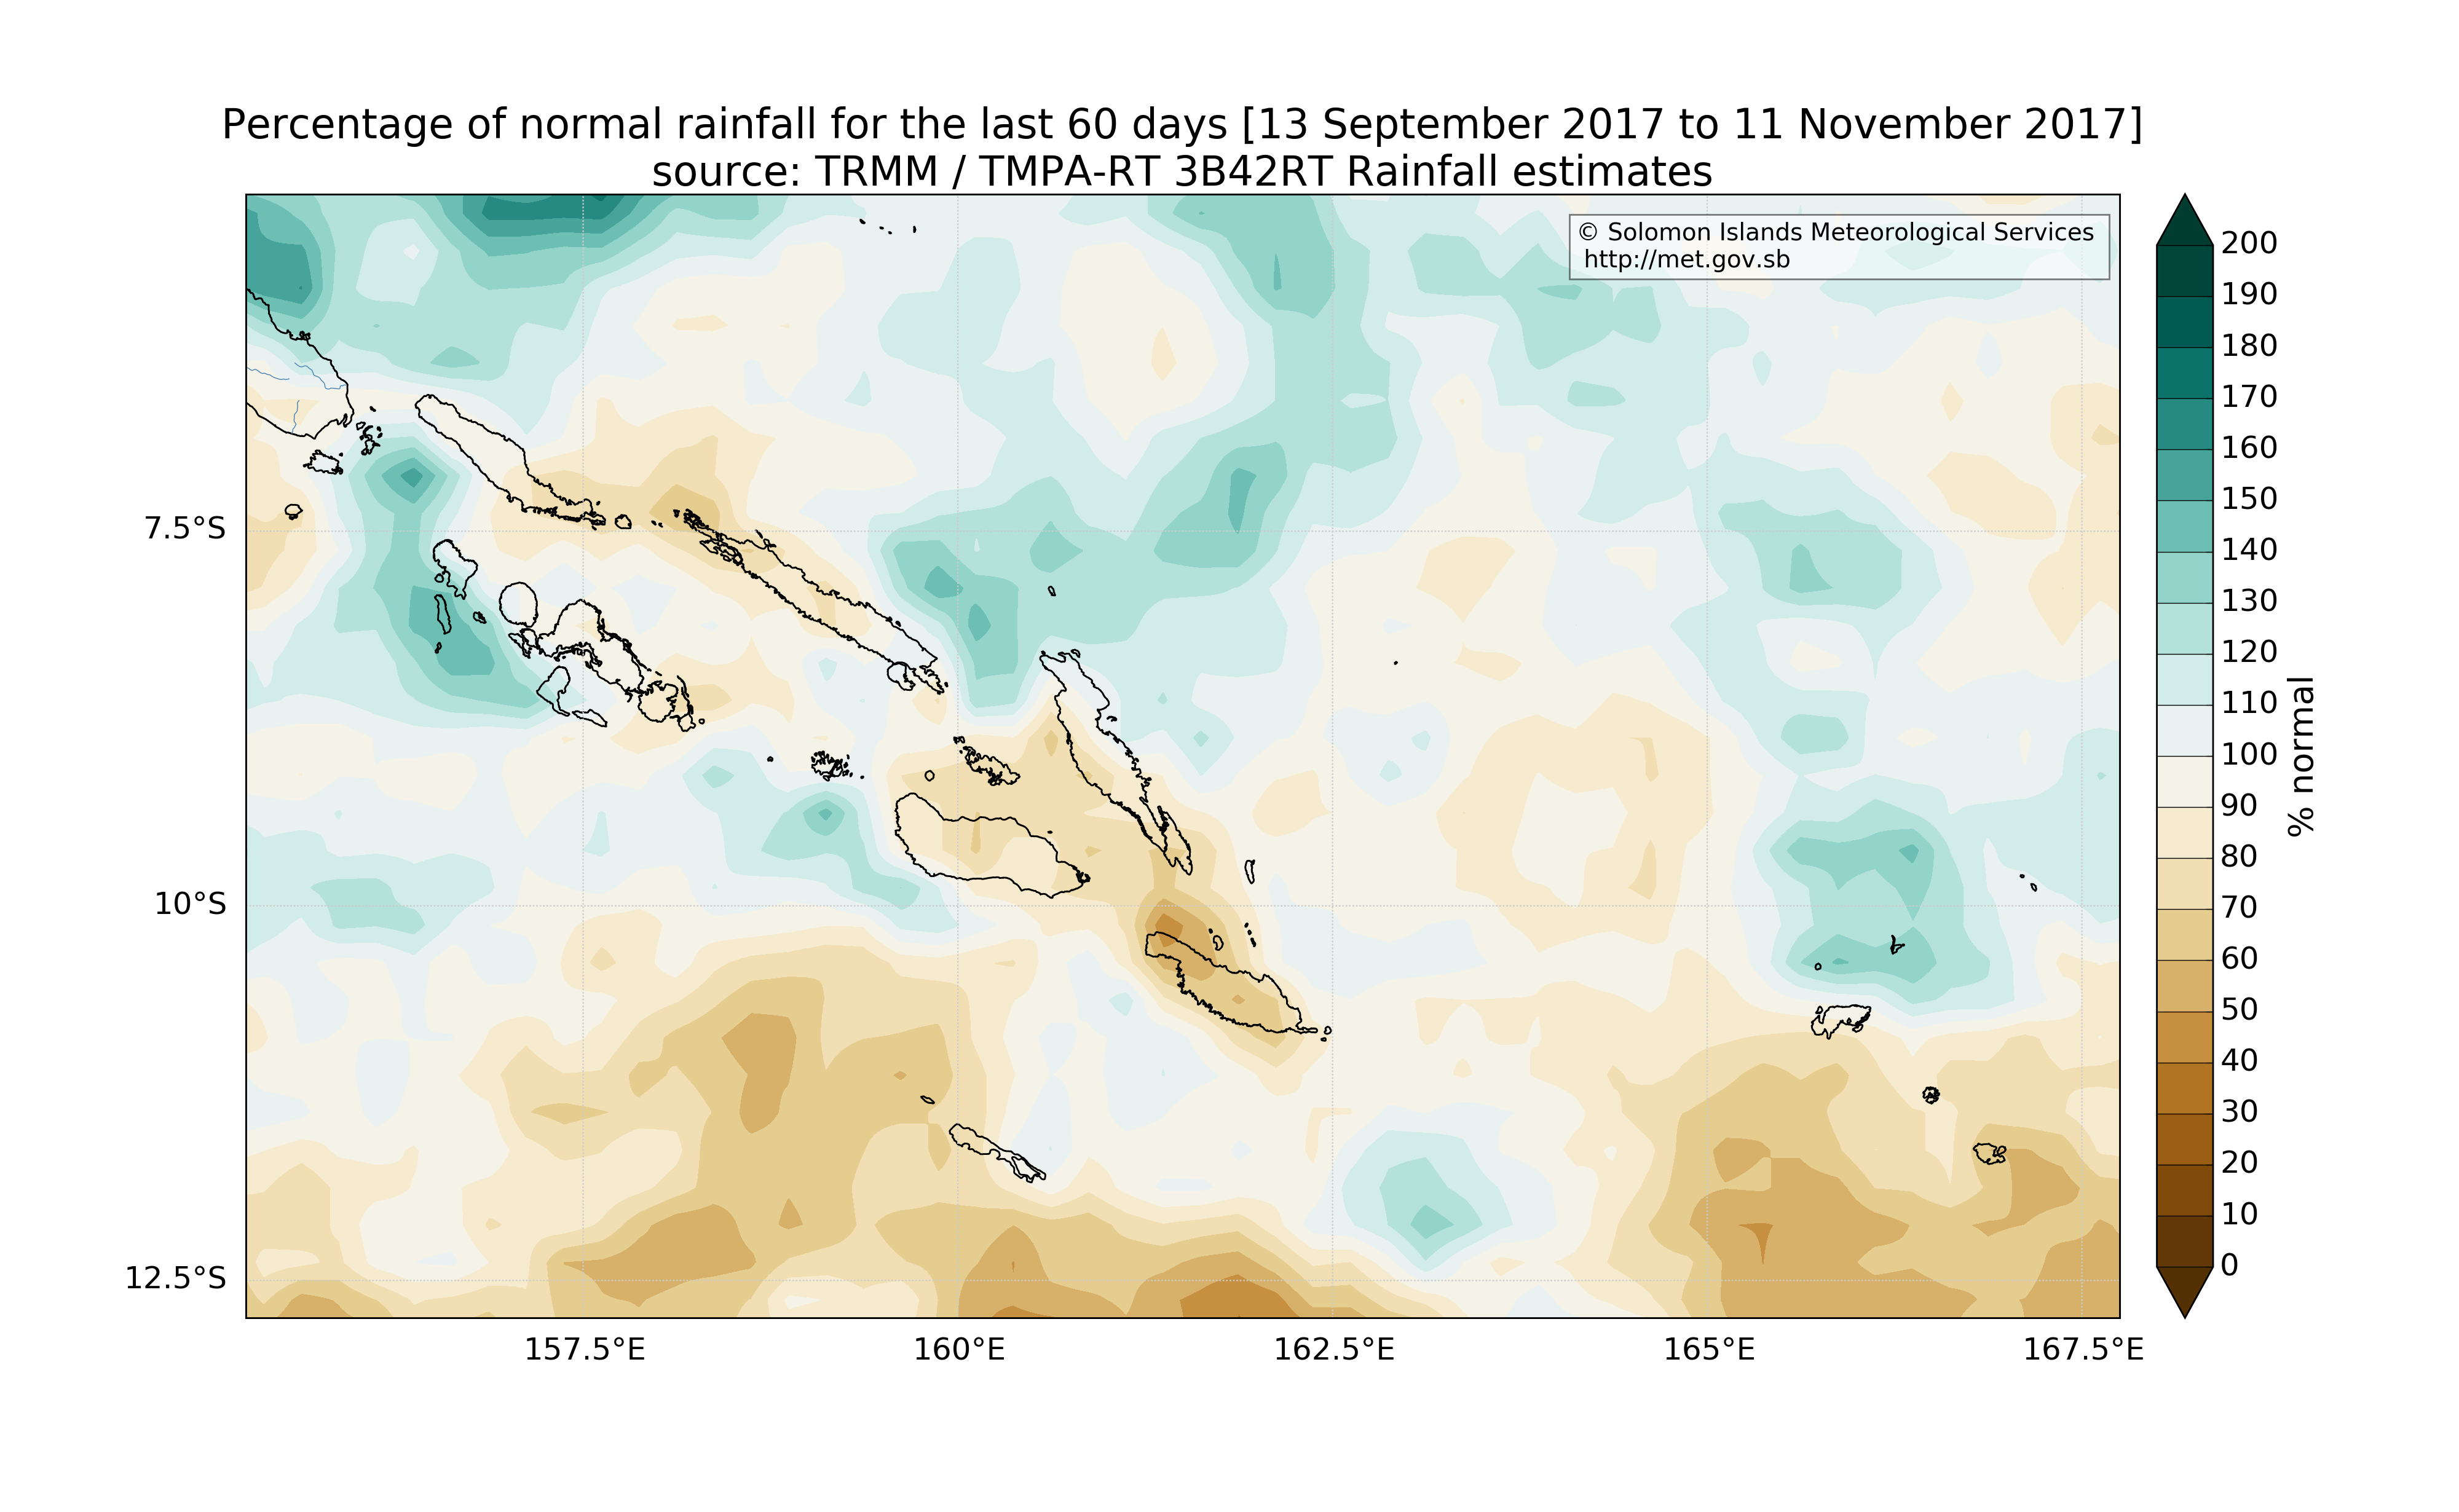 Percentage of normal rainfall for the last 60 days [13 September 2017 to 11 November 2017]
source: TRMM / TMPA-RT 3B42RT Rainfall estimates
© Solomon Islands Meteorological Services
http://met.gov.sb
7.5°S
10°S
12.5°S
157.5°E
160°E
162.5°E
165°E
167.5°E
200
190
180
170
160
150
140
130
120
110
100
90
80
70
60
50
40
30
20
10
0
% normal